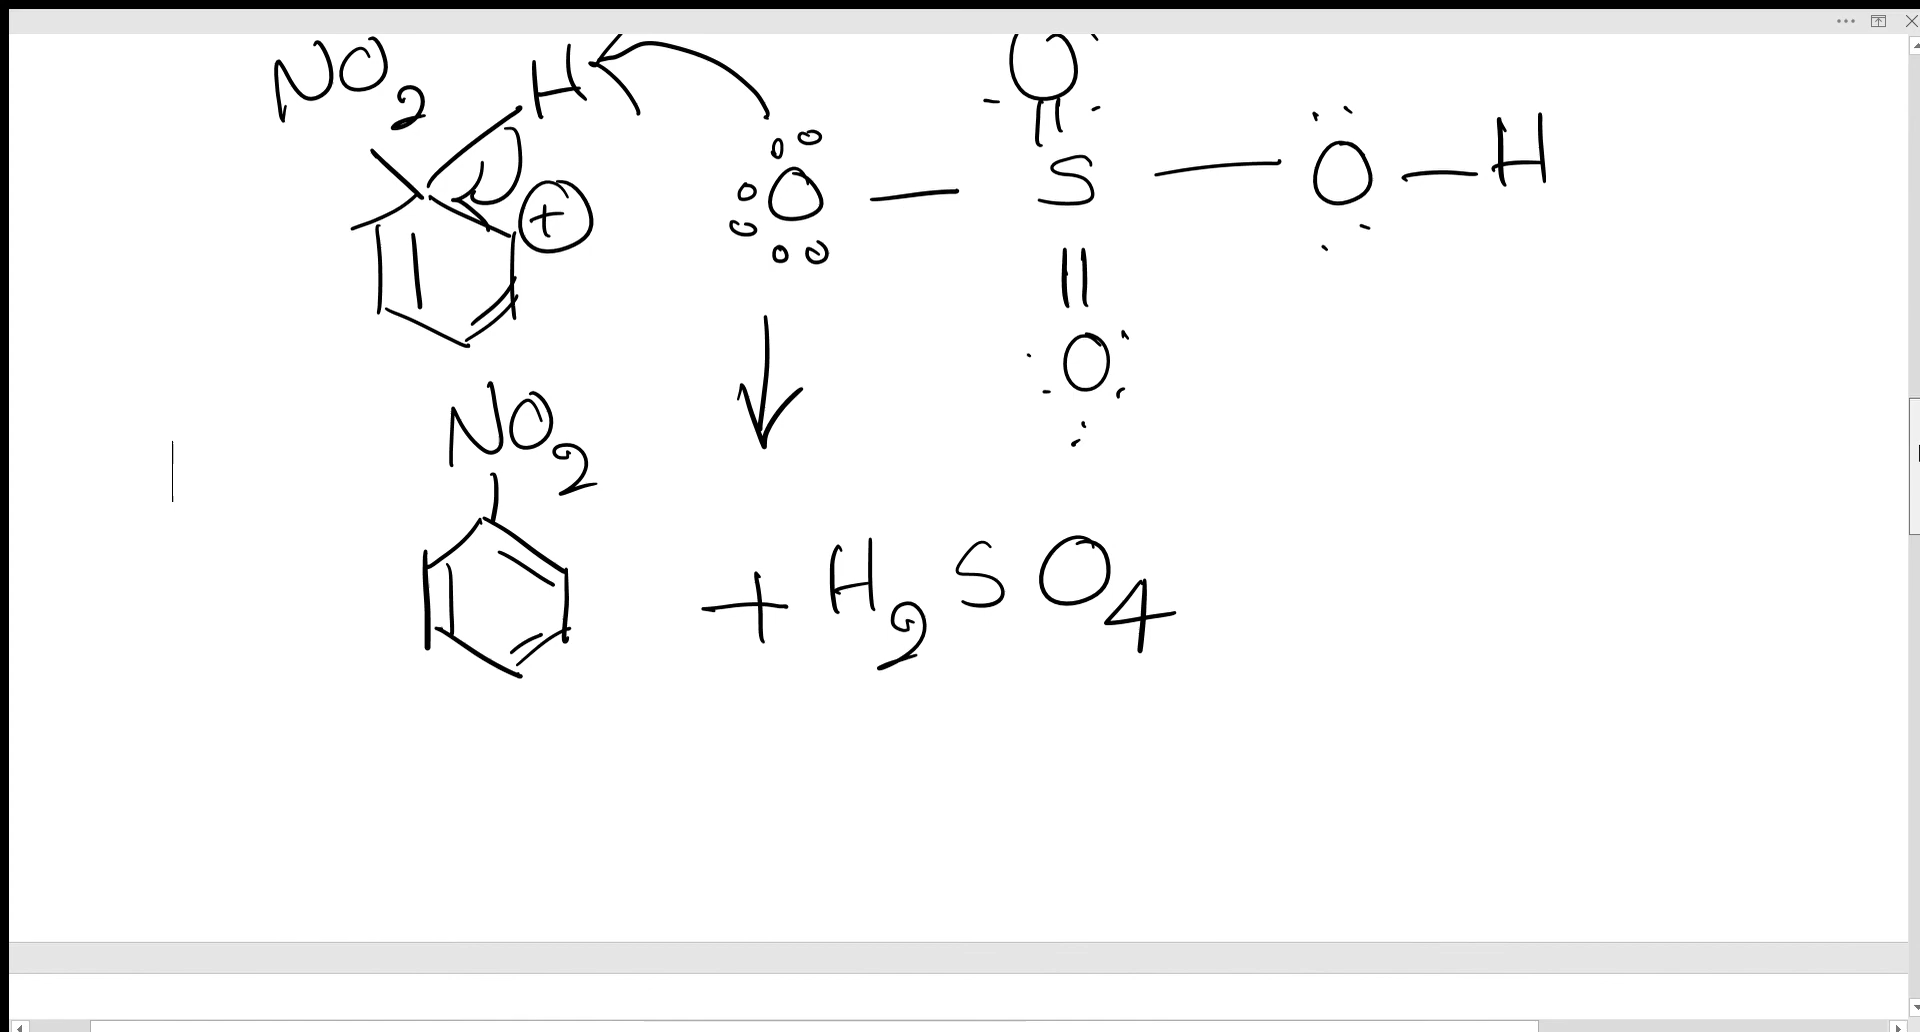 NO2 H O
O — S — O — H
+
O
NO2
+ H2SO4